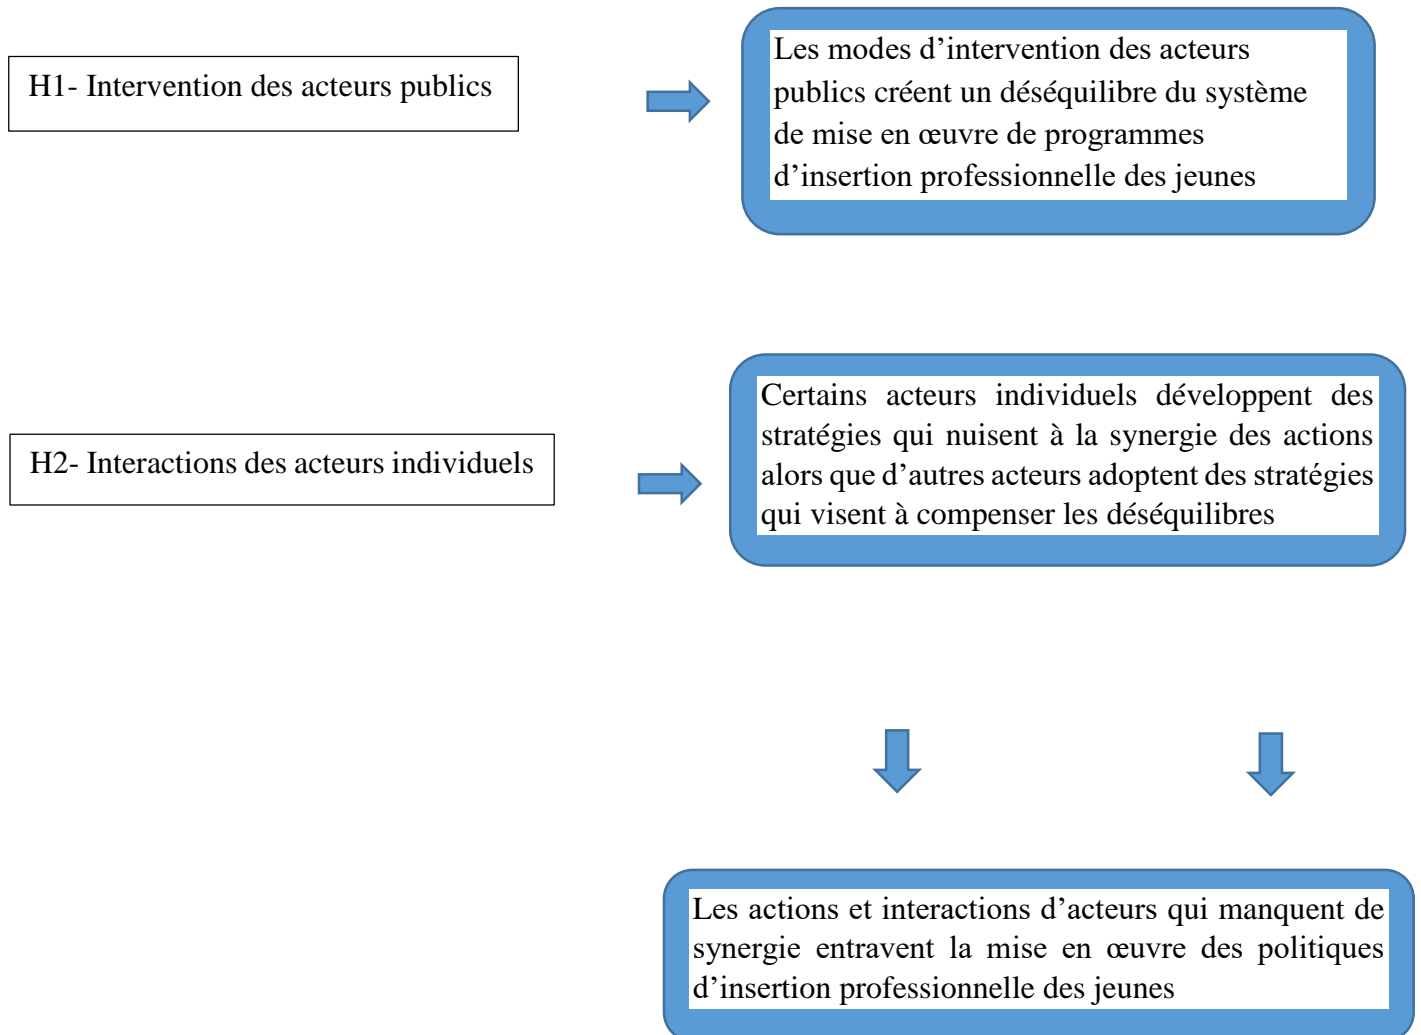 H1- Intervention des acteurs publics
Les modes d’intervention des acteurs
publics créent un déséquilibre du système
de mise en œuvre de programmes
d’insertion professionnelle des jeunes
H2- Interactions des acteurs individuels
Certains acteurs individuels développent des
stratégies qui nuisent à la synergie des actions
alors que d’autres acteurs adoptent des stratégies
qui visent à compenser les déséquilibres
Les actions et interactions d’acteurs qui manquent de
synergie entravent la mise en œuvre des politiques
d’insertion professionnelle des jeunes